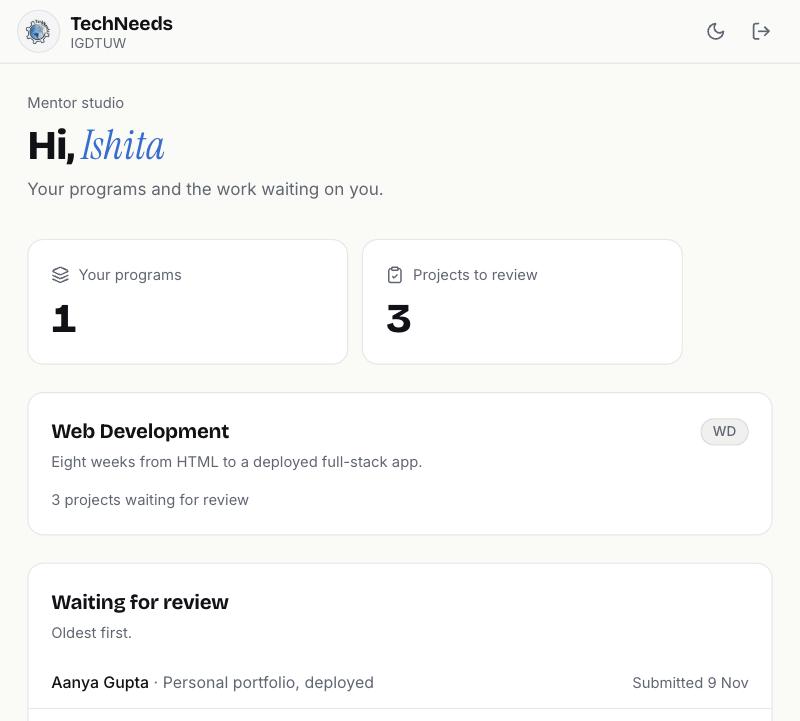 TechNeeds
IGDTUW
Mentor studio
Hi, Ishita
Your programs and the work waiting on you.
Your programs
1
Projects to review
3
Web Development
WD
Eight weeks from HTML to a deployed full-stack app.
3 projects waiting for review
Waiting for review
Oldest first.
Aanya Gupta · Personal portfolio, deployed
Submitted 9 Nov